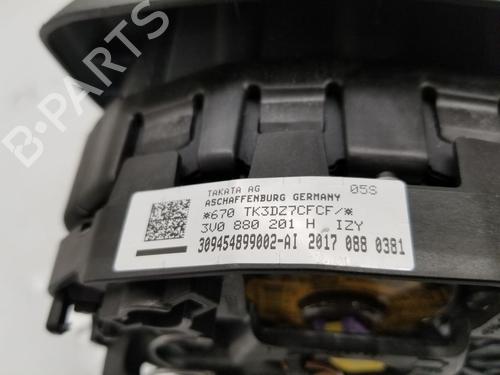 B-PARTS
TAKATA AG 05S
ASCHAFFENBURG GERMANY
*670 TK3DZ7CFCF/*
3V0 880 201 H IZY
309454899002-AI 2017 088 0381